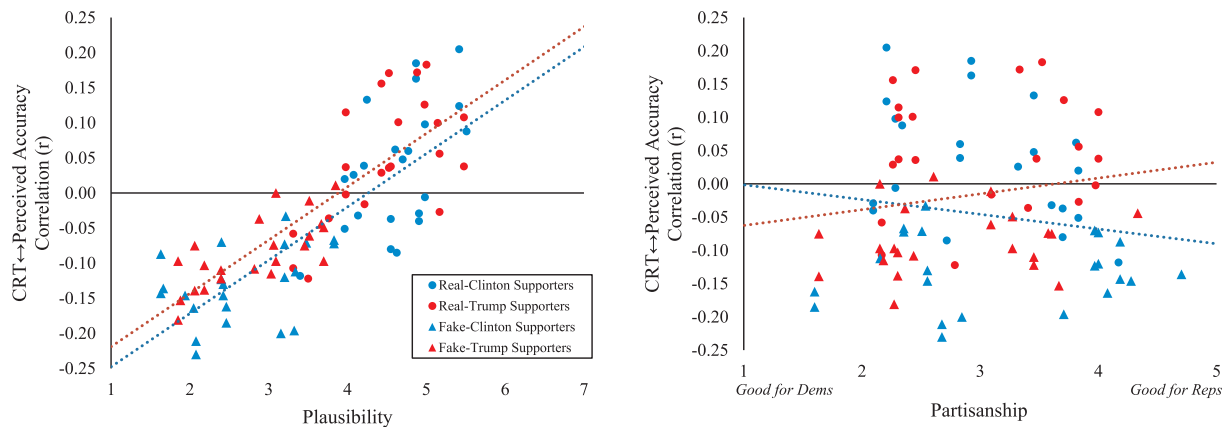 CRT↔Perceived Accuracy
Correlation (r)
0.25
0.20
0.15
0.10
0.05
0.00
-0.05
-0.10
-0.15
-0.20
-0.25
1 2 3 4 5 6 7
Plausibility
Real-Clinton Supporters
Real-Trump Supporters
Fake-Clinton Supporters
Fake-Trump Supporters
CRT↔Perceived Accuracy
Correlation (r)
0.25
0.20
0.15
0.10
0.05
0.00
-0.05
-0.10
-0.15
-0.20
-0.25
1 2 3 4 5
Good for Dems Good for Reps
Partisanship